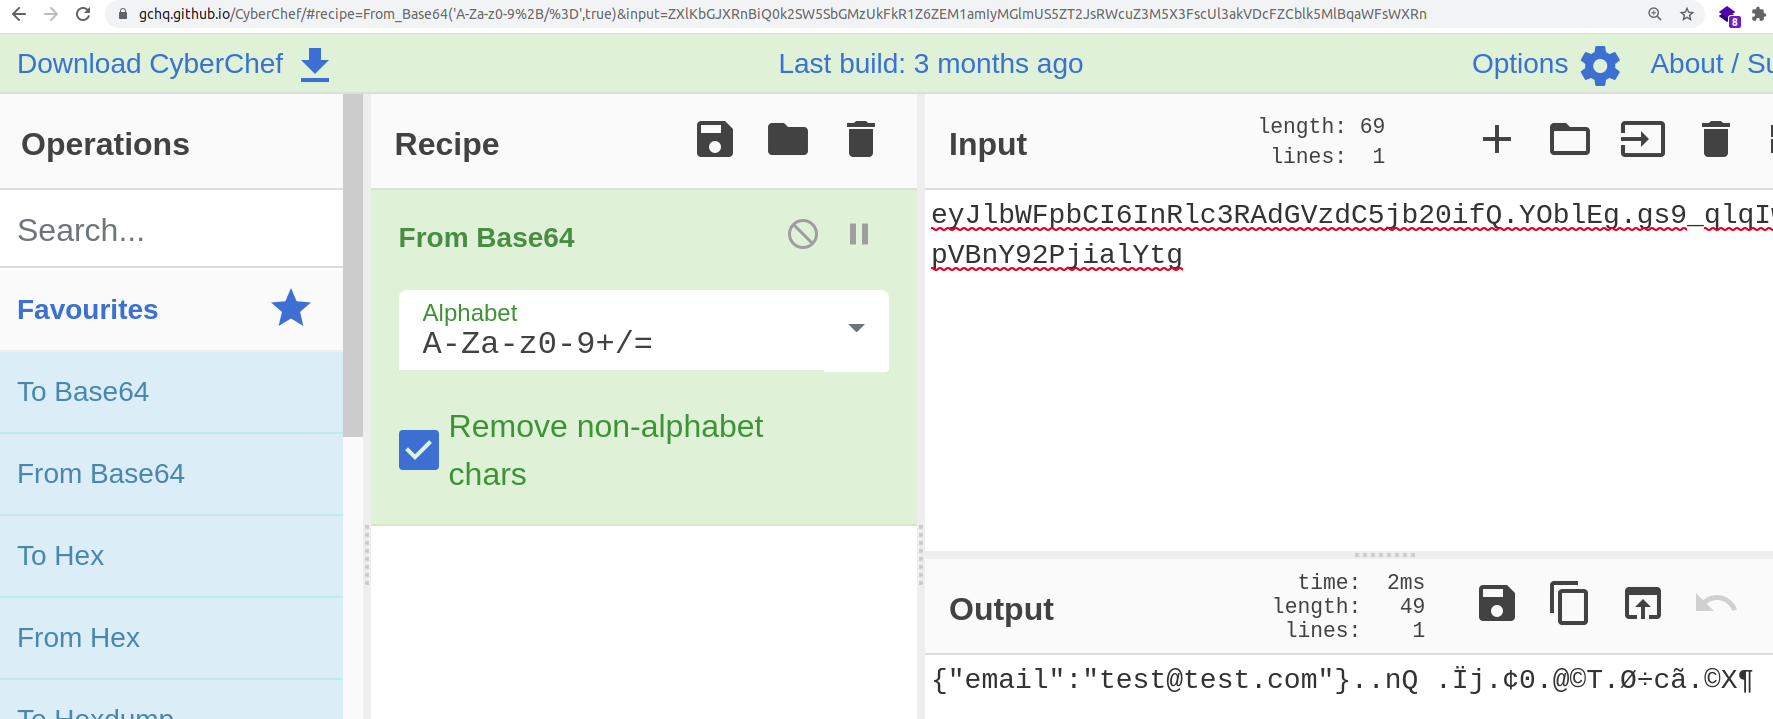 gchq.github.io/CyberChef/#recipe=From_Base64('A-Za-z0-9%2B/%3D',true)&input=ZXlKbGJXRnBiQ0k2SW5SbGMzUkFkR1Z6ZEM1amIyMGlmUS5ZT2JsRWcuZ3M5X3FscUl3akVDcFZCblk5MlBqaWFsWXRn
8
Download CyberChef
Last build: 3 months ago
Options
About / Su
Operations
Recipe
Input
length: 69
lines: 1
Search...
From Base64
eyJlbWFpbCI6InRlc3RAdGVzdC5jb20ifQ.YOblEg.gs9_qlqIw
pVBnY92PjialYtg
Favourites
Alphabet
A-Za-z0-9+/=
To Base64
Remove non-alphabet
chars
From Base64
To Hex
From Hex
To Hexdump
Output
time: 2ms
length: 49
lines: 1
{"email":"test@test.com"}..nQ .Ïj.¢0.@©T.Ø÷cã.©X¶